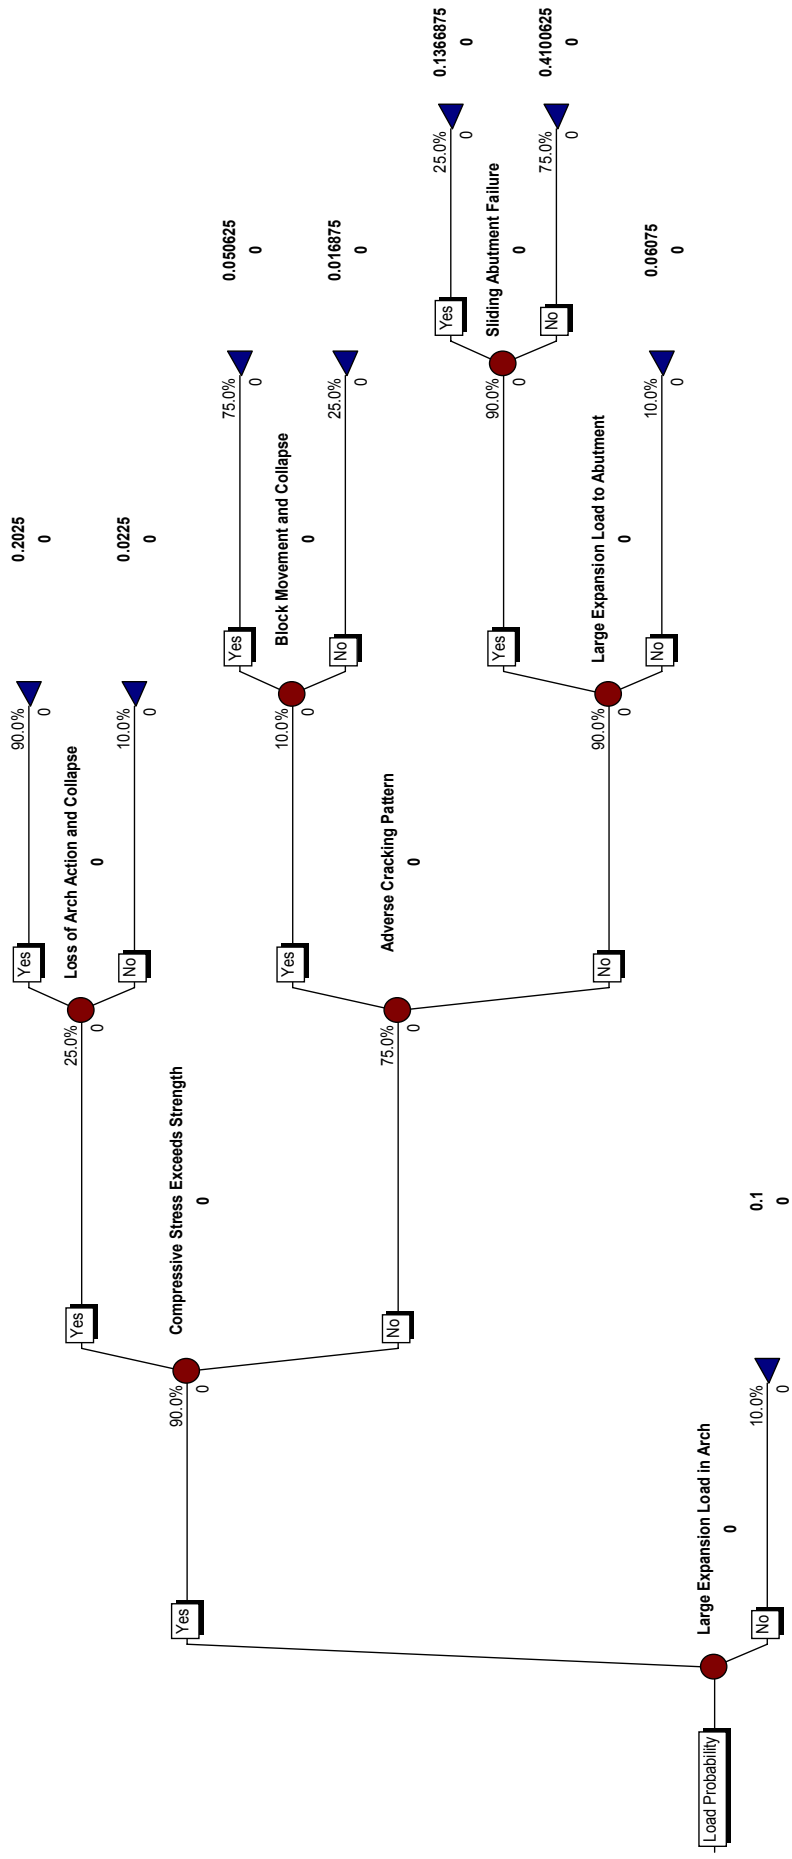 Load Probability
Large Expansion Load in Arch
0
Yes
90.0%
0
Compressive Stress Exceeds Strength
0
Yes
25.0%
0
Loss of Arch Action and Collapse
0
Yes
90.0%
0
0.2025
0
No
10.0%
0
0.0225
0
No
75.0%
0
Adverse Cracking Pattern
0
Yes
10.0%
0
Block Movement and Collapse
0
Yes
75.0%
0
0.050625
0
No
25.0%
0
0.016875
0
No
90.0%
0
Large Expansion Load to Abutment
0
Yes
90.0%
0
Sliding Abutment Failure
0
Yes
25.0%
0
0.1366875
0
No
75.0%
0
0.4100625
0
No
10.0%
0
0.06075
0
No
10.0%
0
0.1
0